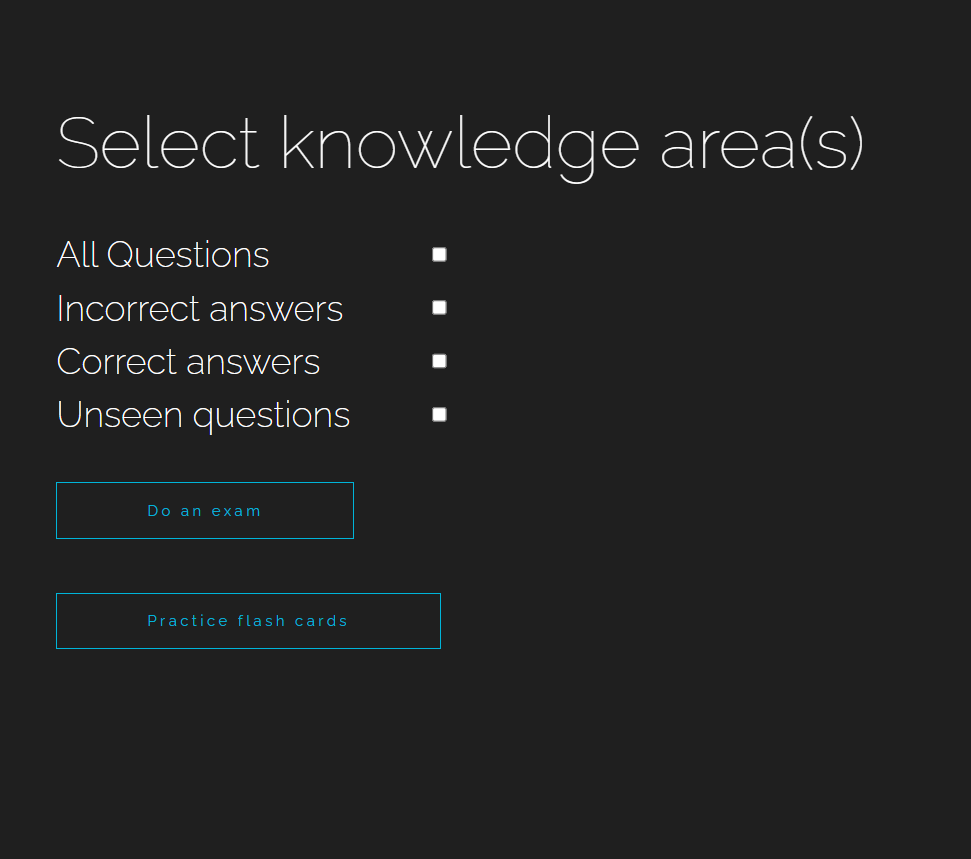 Select knowledge area(s)
All Questions
Incorrect answers
Correct answers
Unseen questions
Do an exam
Practice flash cards